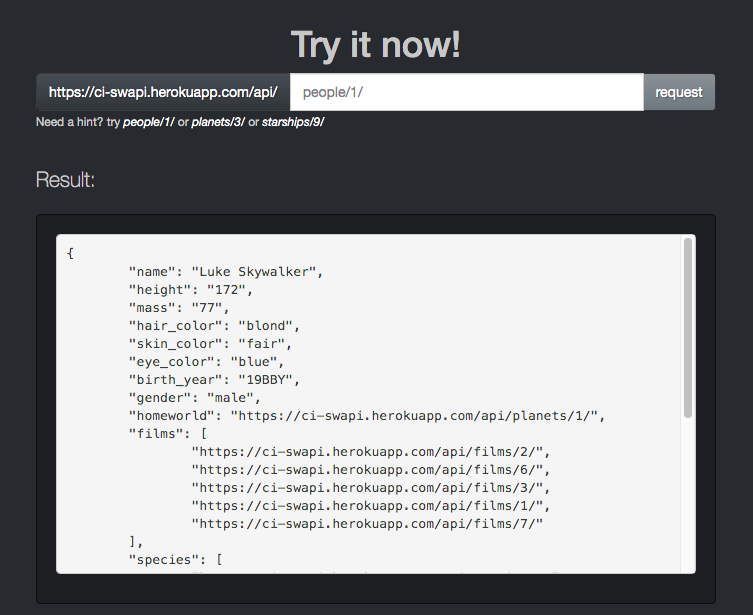 Try it now!
https://ci-swapi.herokuapp.com/api/ people/1/ request
Need a hint? try people/1/ or planets/3/ or starships/9/
Result:
{
"name": "Luke Skywalker",
"height": "172",
"mass": "77",
"hair_color": "blond",
"skin_color": "fair",
"eye_color": "blue",
"birth_year": "19BBY",
"gender": "male",
"homeworld": "https://ci-swapi.herokuapp.com/api/planets/1/",
"films": [
"https://ci-swapi.herokuapp.com/api/films/2/",
"https://ci-swapi.herokuapp.com/api/films/6/",
"https://ci-swapi.herokuapp.com/api/films/3/",
"https://ci-swapi.herokuapp.com/api/films/1/",
"https://ci-swapi.herokuapp.com/api/films/7/"
],
"species": [